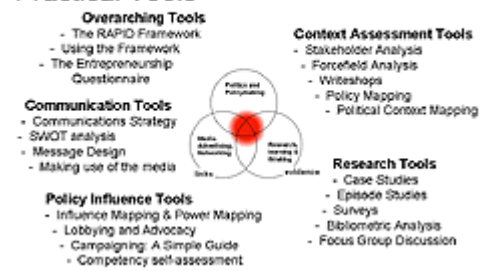 Practical Tools
Overarching Tools
- The RAPID Framework
- Using the Framework
- The Entrepreneurship
Questionnaire
Context Assessment Tools
- Stakeholder Analysis
- Forcefield Analysis
- Writeshops
- Policy Mapping
- Political Context Mapping
Communication Tools
- Communications Strategy
- SWOT analysis
- Message Design
- Making use of the media
Politics and
Policymaking
Media,
Advertising,
Networking
Research,
learning &
thinking
links
evidence
Research Tools
- Case Studies
- Episode Studies
- Surveys
- Bibliometric Analysis
- Focus Group Discussion
Policy Influence Tools
- Influence Mapping & Power Mapping
- Lobbying and Advocacy
- Campaigning: A Simple Guide
- Competency self-assessment